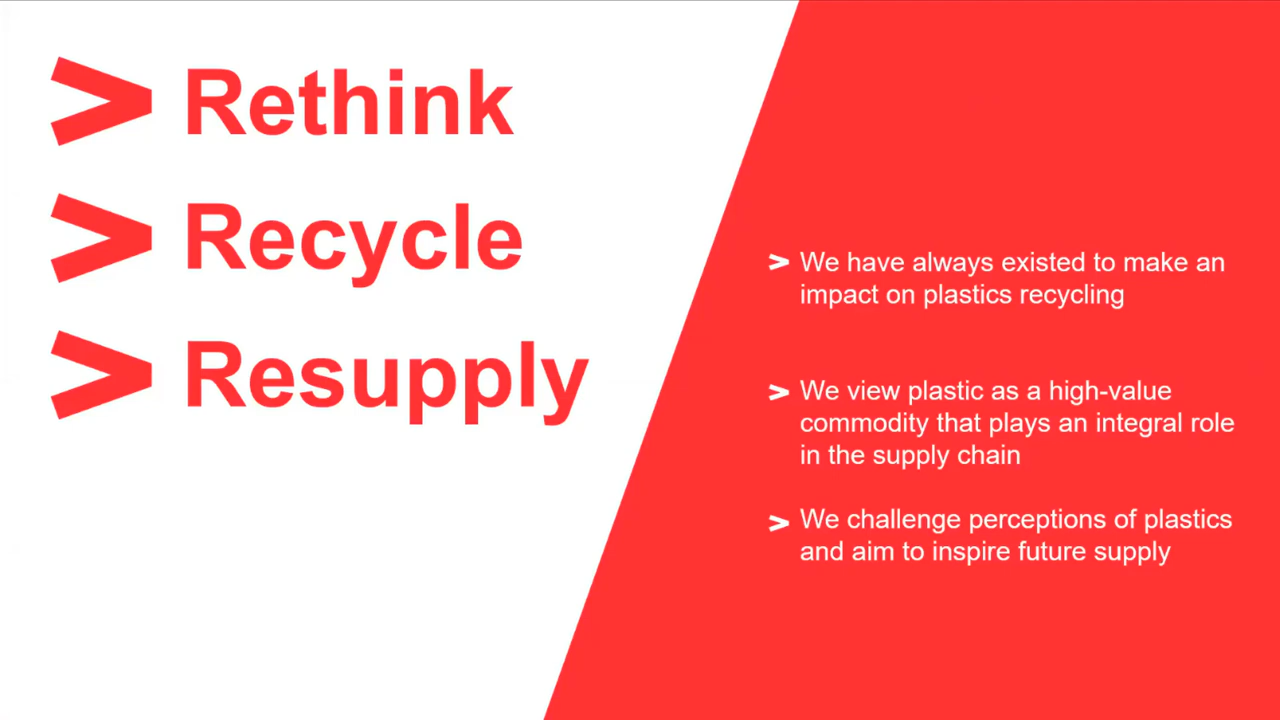 > Rethink
> Recycle
> Resupply
> We have always existed to make an
impact on plastics recycling
> We view plastic as a high-value
commodity that plays an integral role
in the supply chain
> We challenge perceptions of plastics
and aim to inspire future supply